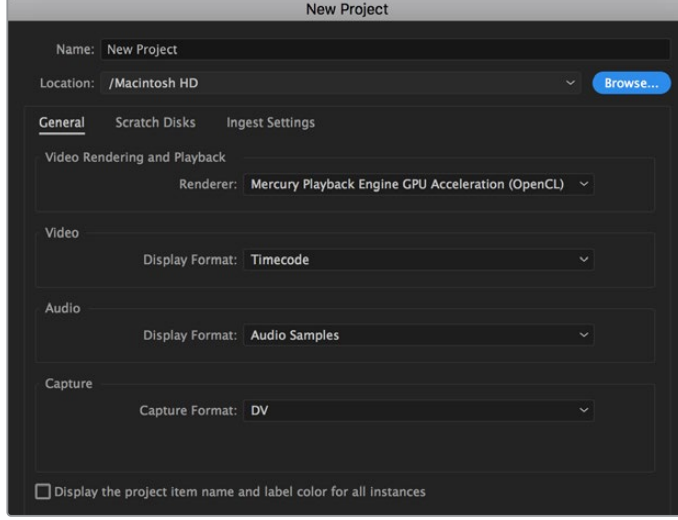 New Project
Name: New Project
Location: /Macintosh HD Browse...
General Scratch Disks Ingest Settings
Video Rendering and Playback
Renderer: Mercury Playback Engine GPU Acceleration (OpenCL)
Video
Display Format: Timecode
Audio
Display Format: Audio Samples
Capture
Capture Format: DV
Display the project item name and label color for all instances